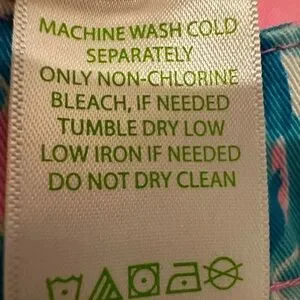 MACHINE WASH COLD
SEPARATELY
ONLY NON-CHLORINE
BLEACH, IF NEEDED
TUMBLE DRY LOW
LOW IRON IF NEEDED
DO NOT DRY CLEAN